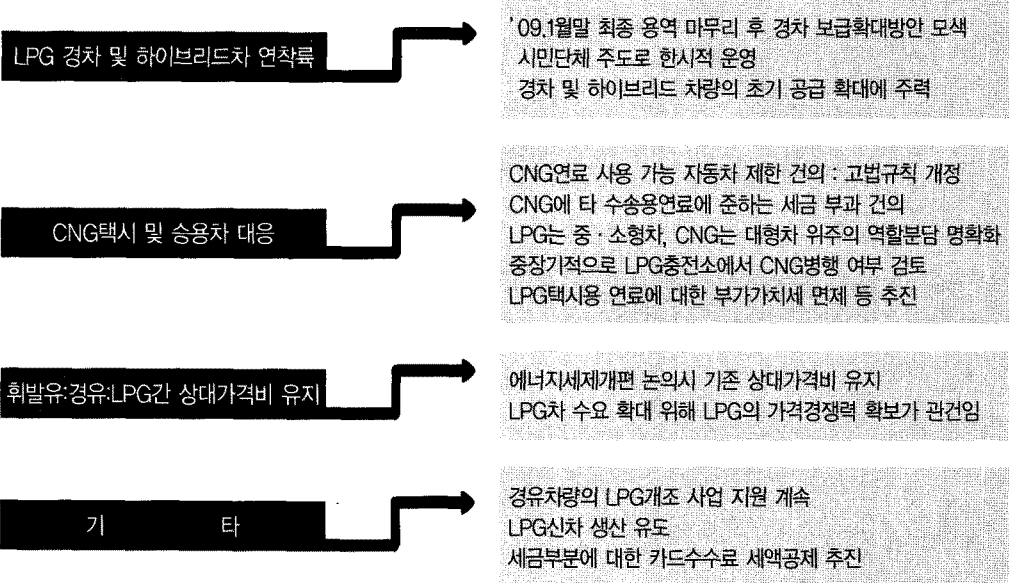 LPG 경차 및 하이브리드차 연착륙
'09.1월말 최종 용역 마무리 후 경차 보급확대방안 모색
시민단체 주도로 한시적 운영
경차 및 하이브리드 차량의 초기 공급 확대에 주력
CNG택시 및 승용차 대응
CNG연료 사용 가능 자동차 제한 건의 : 고법규칙 개정
CNG에 타 수송용연료에 준하는 세금 부과 건의
LPG는 중·소형차, CNG는 대형차 위주의 역할분담 명확화
중장기적으로 LPG충전소에서 CNG병행 여부 검토
LPG택시용 연료에 대한 부가가치세 면제 등 추진
휘발유:경유:LPG간 상대가격비 유지
에너지세제개편 논의시 기존 상대가격비 유지
LPG차 수요 확대 위해 LPG의 가격경쟁력 확보가 관건임
기 타
경유차량의 LPG개조 사업 지원 계속
LPG신차 생산 유도
세금부분에 대한 카드수수료 세액공제 추진